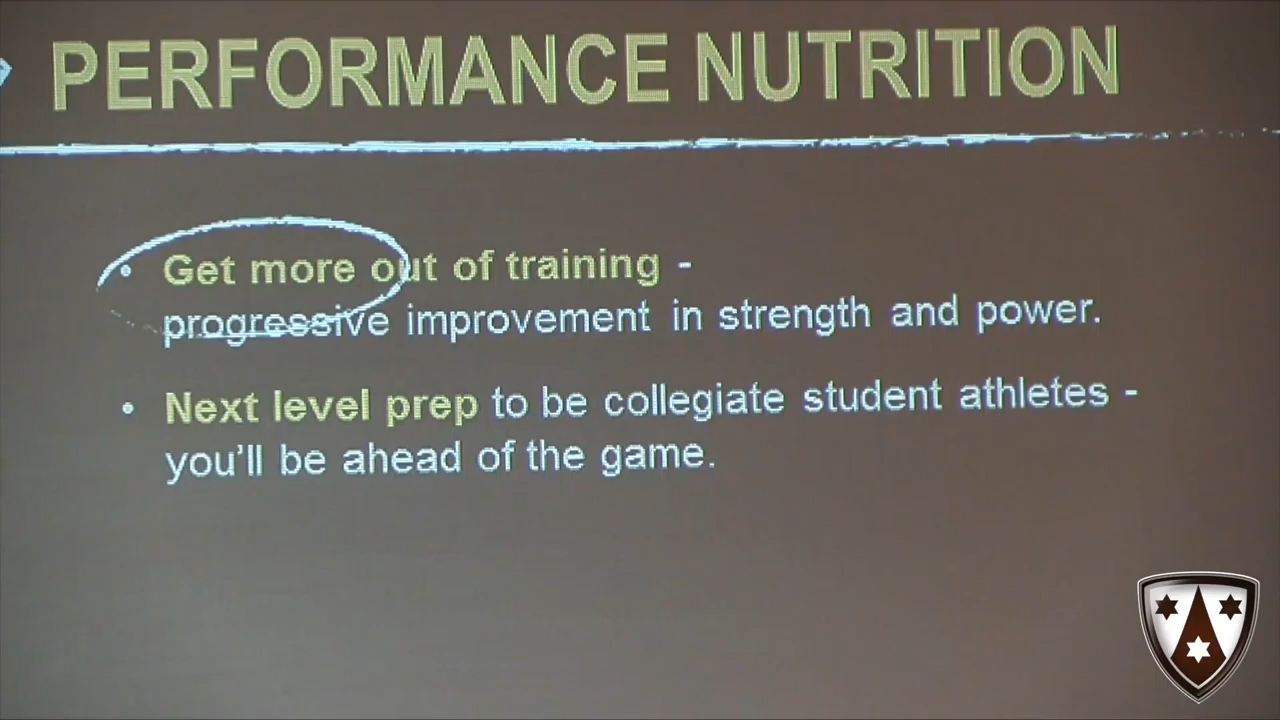 PERFORMANCE NUTRITION
• Get more out of training -
progressive improvement in strength and power.
• Next level prep to be collegiate student athletes -
you'll be ahead of the game.